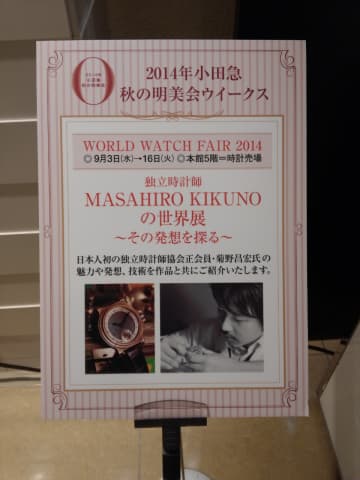 2014年小田急
秋の明美会ウイークス
WORLD WATCH FAIR 2014
◎9月3日(水)→16日(火) ◎本館5階=時計売場
独立時計師
MASAHIRO KIKUNO
の世界展
~その発想を探る~
日本人初の独立時計師協会正会員・菊野昌宏氏の
魅力や発想、技術を作品と共にご紹介いたします。